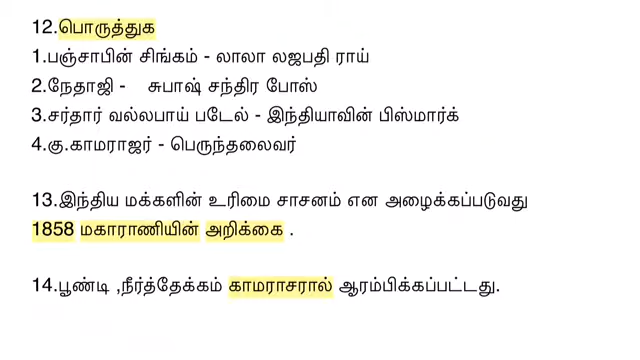 12.பொருத்துக
1.பஞ்சாபின் சிங்கம் - லாலா லஜபதி ராய்
2.நேதாஜி - சுபாஷ் சந்திர போஸ்
3.சர்தார் வல்லபாய் படேல் - இந்தியாவின் பிஸ்மார்க்
4.கு.காமராஜர் - பெருந்தலைவர்
13.இந்திய மக்களின் உரிமை சாசனம் என அழைக்கப்படுவது
1858 மகாராணியின் அறிக்கை .
14.பூண்டி ,நீர்த்தேக்கம் காமராசரால் ஆரம்பிக்கப்பட்டது.